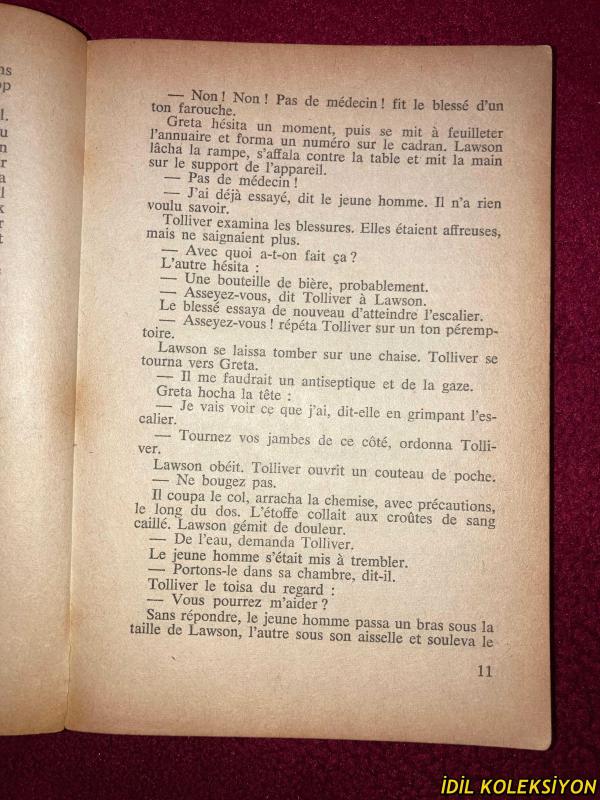 ns
op
l.
u
n
r
a
l
x
r
t
— Non ! Non ! Pas de médecin ! fit le blessé d'un
ton farouche.
Greta hésita un moment, puis se mit à feuilleter
l'annuaire et forma un numéro sur le cadran. Lawson
lâcha la rampe, s'affala contre la table et mit la main
sur le support de l'appareil.
— Pas de médecin !
— J'ai déjà essayé, dit le jeune homme. Il n'a rien
voulu savoir.
Tolliver examina les blessures. Elles étaient affreuses,
mais ne saignaient plus.
— Avec quoi a-t-on fait ça ?
L'autre hésita :
— Une bouteille de bière, probablement.
— Asseyez-vous, dit Tolliver à Lawson.
Le blessé essaya de nouveau d'atteindre l'escalier.
— Asseyez-vous ! répéta Tolliver sur un ton péremp-
toire.
Lawson se laissa tomber sur une chaise. Tolliver se
tourna vers Greta.
— Il me faudrait un antiseptique et de la gaze.
Greta hocha la tête :
— Je vais voir ce que j'ai, dit-elle en grimpant l'es-
calier.
— Tournez vos jambes de ce côté, ordonna Tolli-
ver.
Lawson obéit. Tolliver ouvrit un couteau de poche.
— Ne bougez pas.
Il coupa le col, arracha la chemise, avec précautions,
le long du dos. L'étoffe collait aux croûtes de sang
caillé. Lawson gémit de douleur.
— De l'eau, demanda Tolliver.
Le jeune homme s'était mis à trembler.
— Portons-le dans sa chambre, dit-il.
Tolliver le toisa du regard :
— Vous pourrez m'aider ?
Sans répondre, le jeune homme passa un bras sous la
taille de Lawson, l'autre sous son aisselle et souleva le
11
İDİL KOLEKSİYON